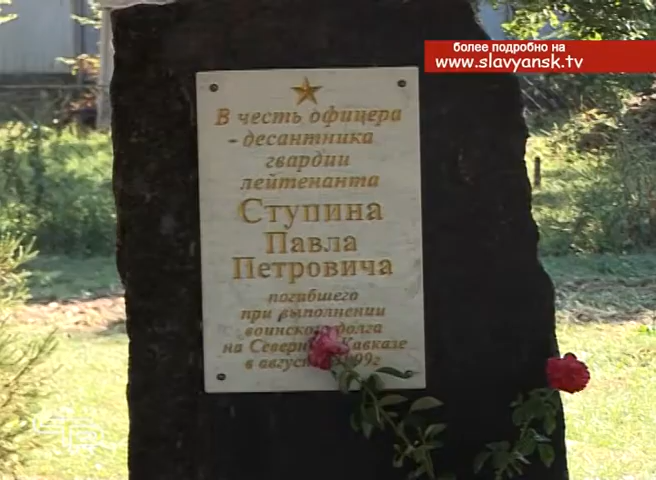 более подробно на
www.slavyansk.tv
В честь офицера
-десантника
гвардии
лейтенанта
Ступина
Павла
Петровича
погибшего
при выполнении
воинского долга
на Кавказе
в